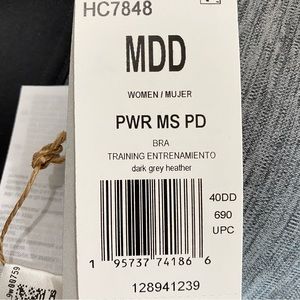 HC7848
MDD
WOMEN / MUJER
PWR MS PD
BRA
TRAINING ENTRENAMIENTO
dark grey heather
40DD
690
UPC
1 95737 74186 6
128941239